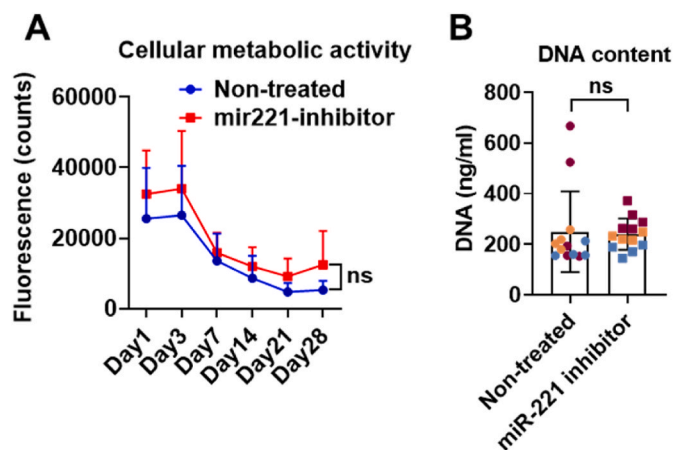 A
Cellular metabolic activity
Non-treated
mir221-inhibitor
Fluorescence (counts)
60000
40000
20000
0
ns
Day1
Day3
Day7
Day14
Day21
Day28
B
DNA content
ns
DNA (ng/ml)
800
600
400
200
0
Non-treated
miR-221 inhibitor